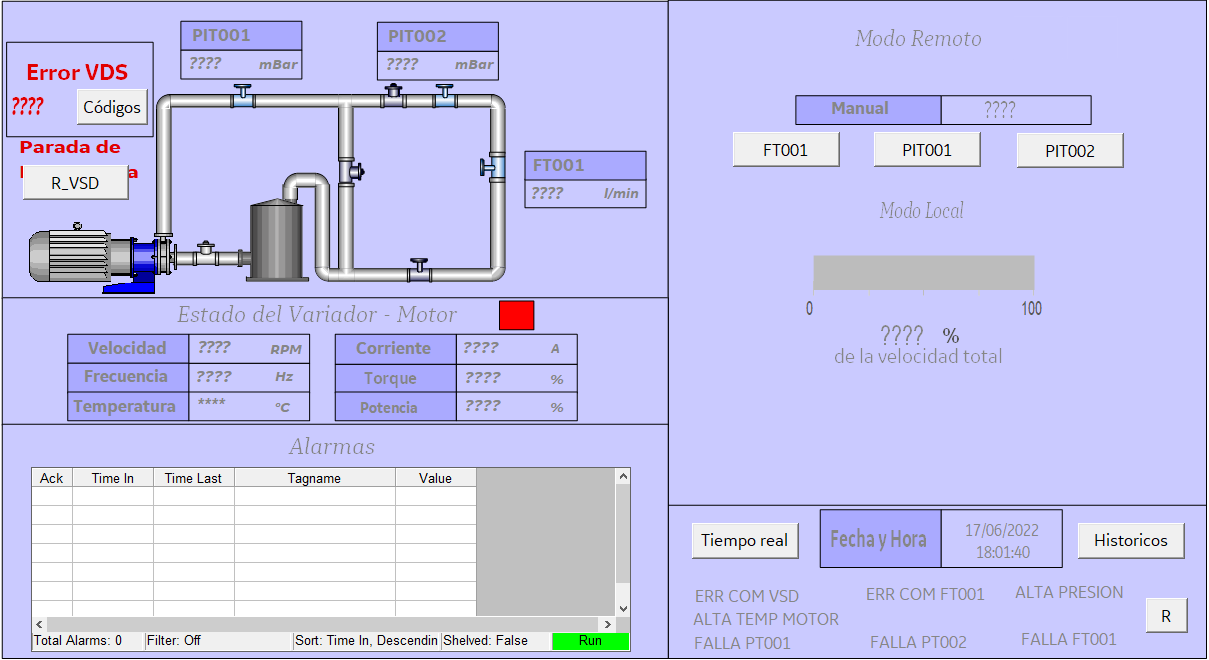 PIT001
???? mBar
PIT002
???? mBar
Error VDS
???? Códigos
Parada de
R_VSD
FT001
???? l/min
Estado del Variador - Motor
Velocidad ???? RPM
Frecuencia ???? Hz
Temperatura **** ºC
Corriente ???? A
Torque ???? %
Potencia ???? %
Alarmas
Ack Time In Time Last Tagname Value
Total Alarms: 0 Filter: Off Sort: Time In, Descendin Shelved: False Run
Modo Remoto
Manual ????
FT001 PIT001 PIT002
Modo Local
0 100
???? %
de la velocidad total
Tiempo real
Fecha y Hora
17/06/2022
18:01:40
Historicos
ERR COM VSD ERR COM FT001 ALTA PRESION
ALTA TEMP MOTOR
FALLA PT001 FALLA PT002 FALLA FT001
R